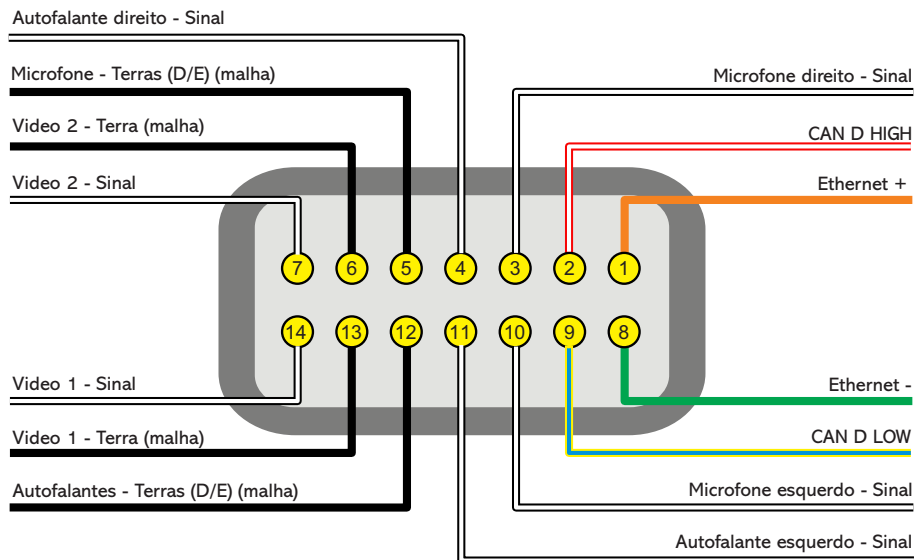 Autofalante direito - Sinal
Microfone - Terras (D/E) (malha)
Microfone direito - Sinal
Video 2 - Terra (malha)
CAN D HIGH
Video 2 - Sinal
Ethernet +
7 6 5 4 3 2 1
14 13 12 11 10 9 8
Video 1 - Sinal
Ethernet -
Video 1 - Terra (malha)
CAN D LOW
Autofalantes - Terras (D/E) (malha)
Microfone esquerdo - Sinal
Autofalante esquerdo - Sinal